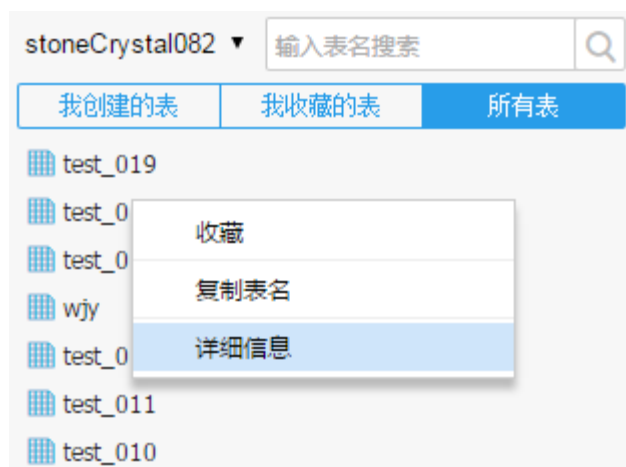 stoneCrystal082 ▼ 输入表名搜索
我创建的表 我收藏的表 所有表
test_019
test_0
收藏
test_0
复制表名
wjy
详细信息
test_0
test_011
test_010